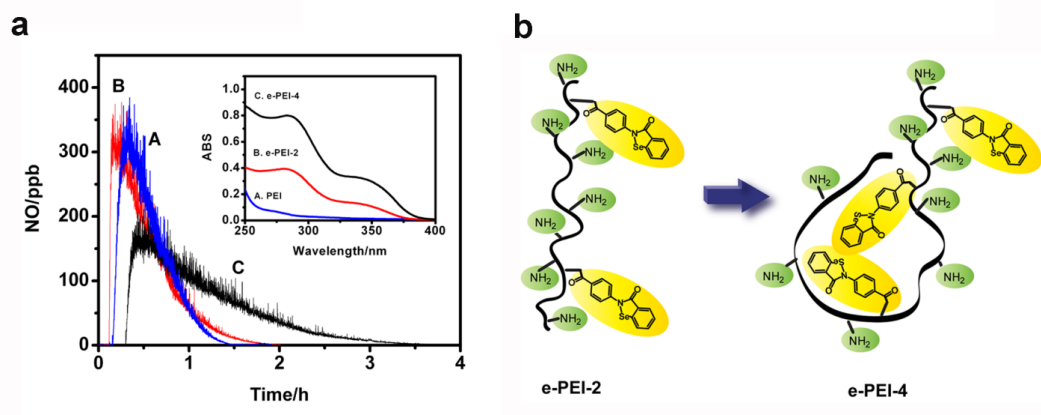 a
NO/ppb
400
300
200
100
0
B
A
C
0
1
2
3
4
Time/h
ABS
1.0
0.8
0.6
0.4
0.2
0.0
C. e-PEI-4
B. e-PEI-2
A. PEI
250
300
350
400
Wavelength/nm
b
NH2
O
N
O
Se
NH2
NH2
NH2
NH2
NH2
O
N
O
Se
NH2
e-PEI-2
NH2
O
N
O
Se
NH2
NH2
NH2
NH2
O
Se
N
O
NH2
NH2
Se
N
O
O
NH2
NH2
e-PEI-4